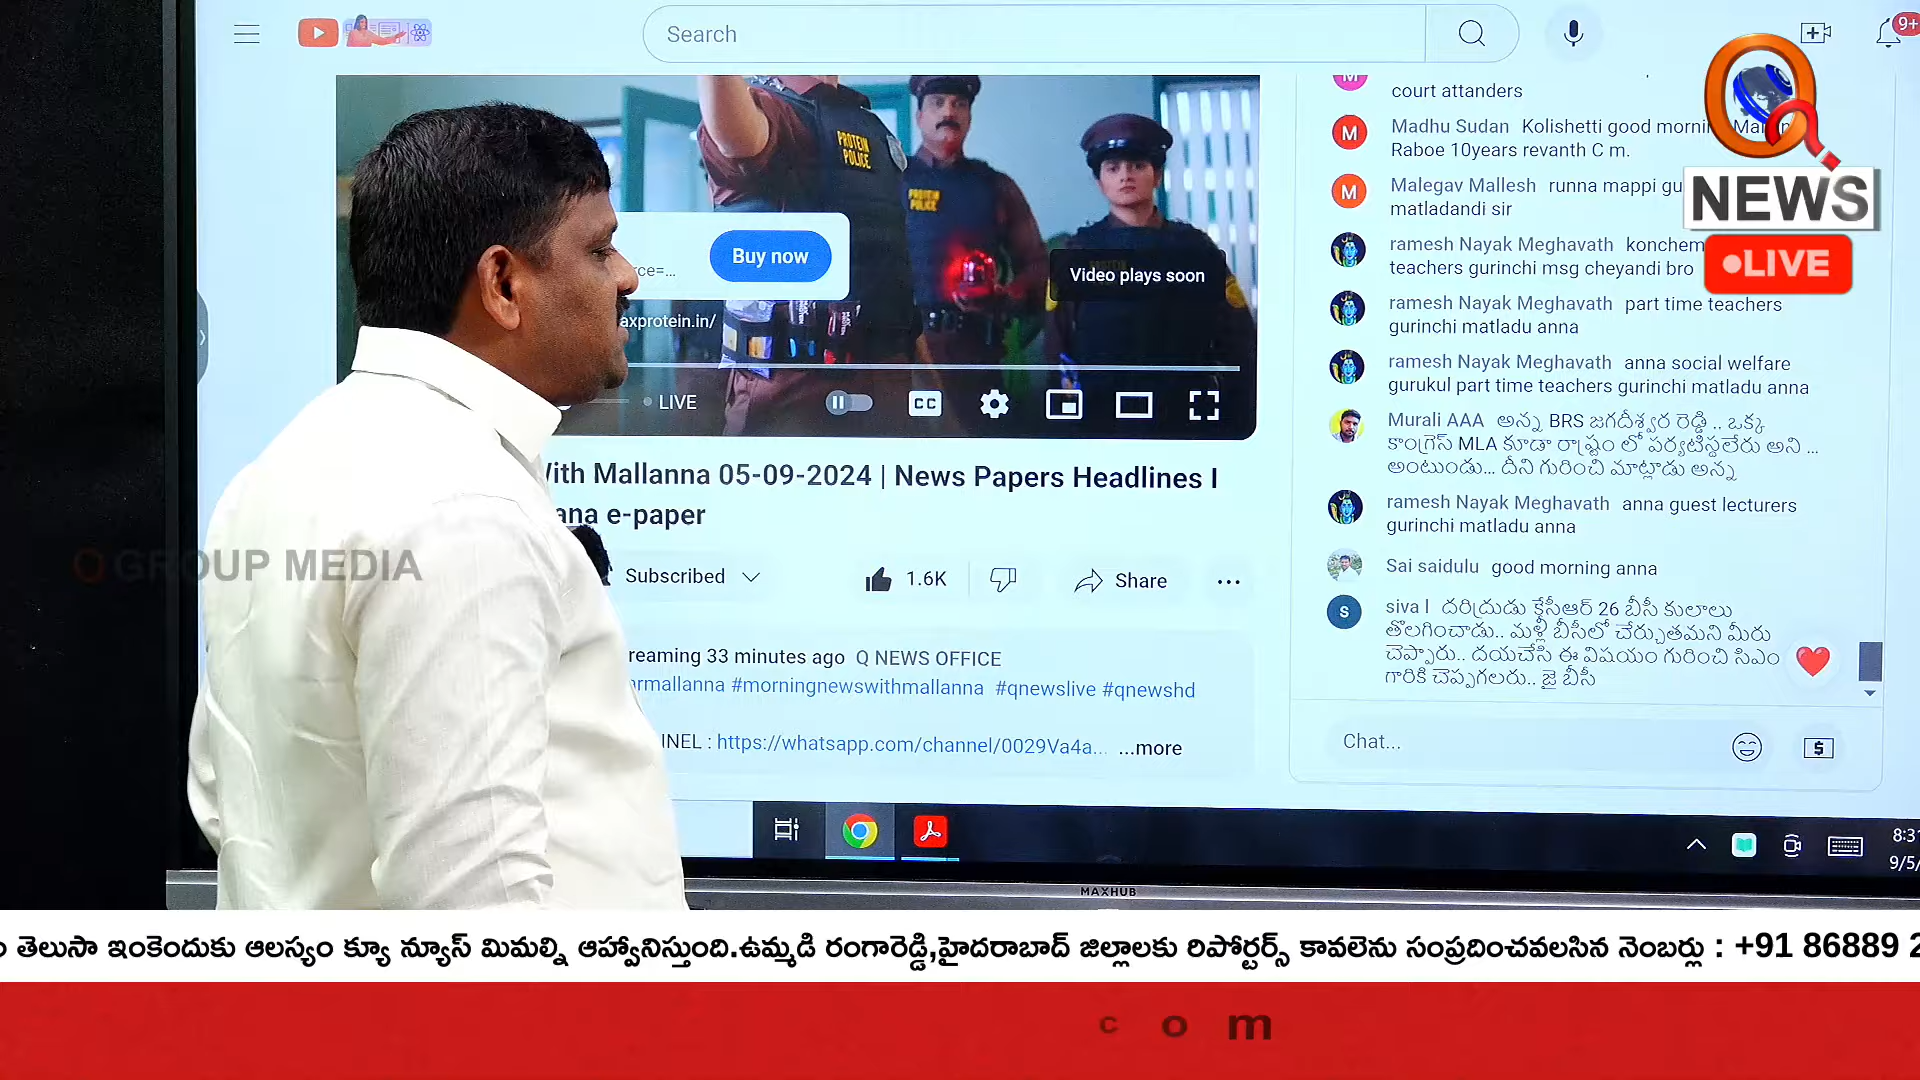 Search
9+
court attanders
Madhu Sudan Kolishetti good
Raboe 10years revanth C m.
Malegav Mallesh runna mappi
matladandi sir
ramesh Nayak Meghavath konchem
teachers gurinchi msg cheyandi bro
ramesh Nayak Meghavath part time teachers
gurinchi matladu anna
ramesh Nayak Meghavath anna social welfare
gurukul part time teachers gurinchi matladu anna
Murali AAA అన్న BRS జగదీశ్వర రెడ్డి .. ఒక్క
కాంగ్రెస్ MLA కూడా రాష్ట్రం లో పర్యటిస్తలేరు అని ...
అంటుండు... దీని గురించి మాట్లాడు అన్న
ramesh Nayak Meghavath anna guest lecturers
gurinchi matladu anna
Sai saidulu good morning anna
siva l దరిద్రుడు కేసీఆర్ 26 బీసీ కులాలు
తొలగించాడు.. మళ్లీ బీసీలో చేర్చుతమని మీరు
చెప్పారు.. దయచేసి ఈ విషయం గురించి సిఎం
గారికి చెప్పగలరు.. జై బీసీ
Chat...
M
M
S
Q
NEWS
LIVE
PROTEIN
POLICE
PROTEIN
POLICE
Buy now
Video plays soon
axprotein.in/
LIVE
CC
With Mallanna 05-09-2024 | News Papers Headlines I
e-paper
Subscribed
1.6K
Share
33 minutes ago Q NEWS OFFICE
#morningnewswithmallanna #qnewslive #qnewshd
https://whatsapp.com/channel/0029Va4a... ...more
MAXHUB
Q GROUP MEDIA
తెలుసా ఇంకెందుకు ఆలస్యం క్యూ న్యూస్ మిమల్ని ఆహ్వానిస్తుంది.ఉమ్మడి రంగారెడ్డి,హైదరాబాద్ జిల్లాలకు రిపోర్టర్స్ కావలెను సంప్రదించవలసిన నెంబర్లు : +91 86889
c o m